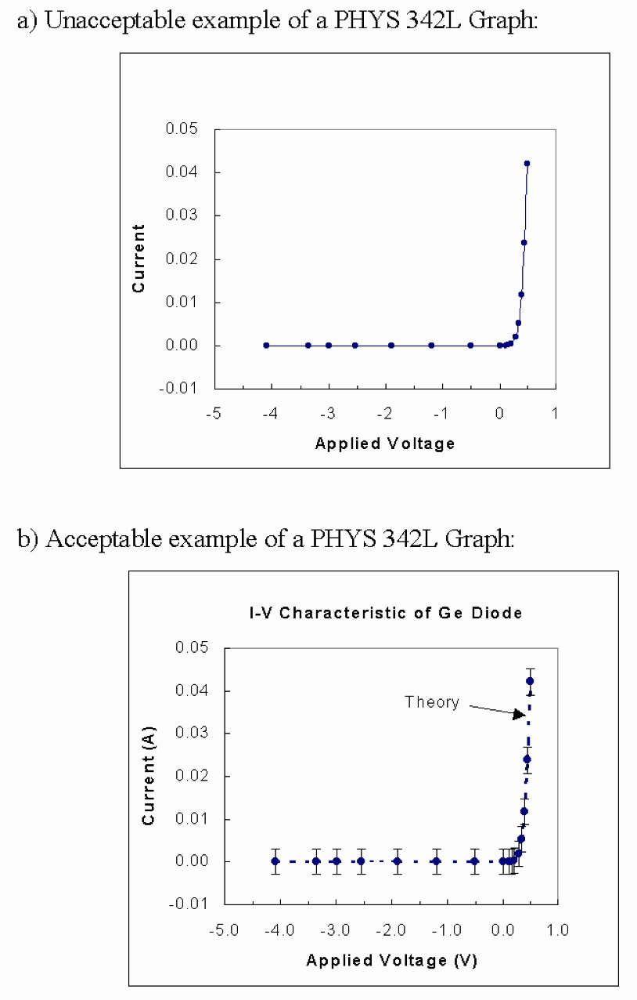 a) Unacceptable example of a PHYS 342L Graph:
0.05
0.04
0.03
0.02
0.01
0.00
-0.01
Current
-5 -4 -3 -2 -1 0 1
Applied Voltage
b) Acceptable example of a PHYS 342L Graph:
I-V Characteristic of Ge Diode
0.05
0.04
0.03
0.02
0.01
0.00
-0.01
Current (A)
Theory
-5.0 -4.0 -3.0 -2.0 -1.0 0.0 1.0
Applied Voltage (V)